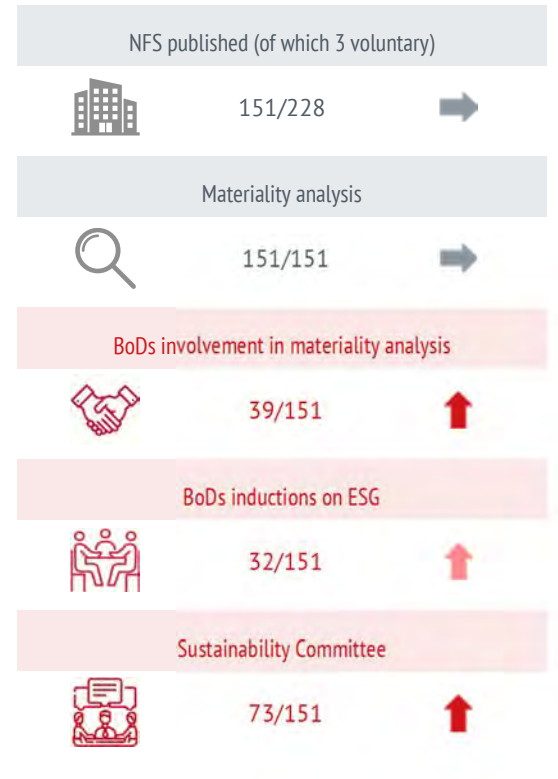 NFS published (of which 3 voluntary)
151/228
Materiality analysis
151/151
BoDs involvement in materiality analysis
39/151
BoDs inductions on ESG
32/151
Sustainability Committee
73/151